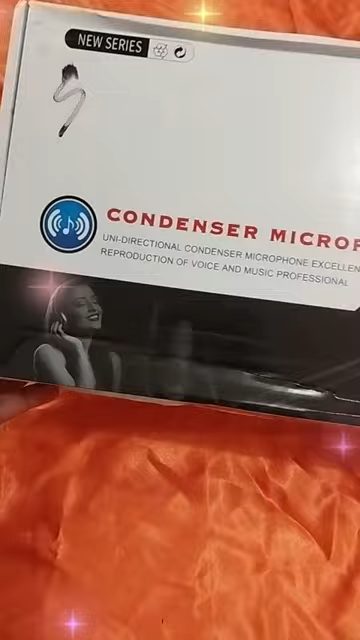 NEW SERIES
CONDENSER MICROP
UNI-DIRECTIONAL CONDENSER MICROPHONE EXCELLEN
REPRODUCTION OF VOICE AND MUSIC PROFESSIONAL